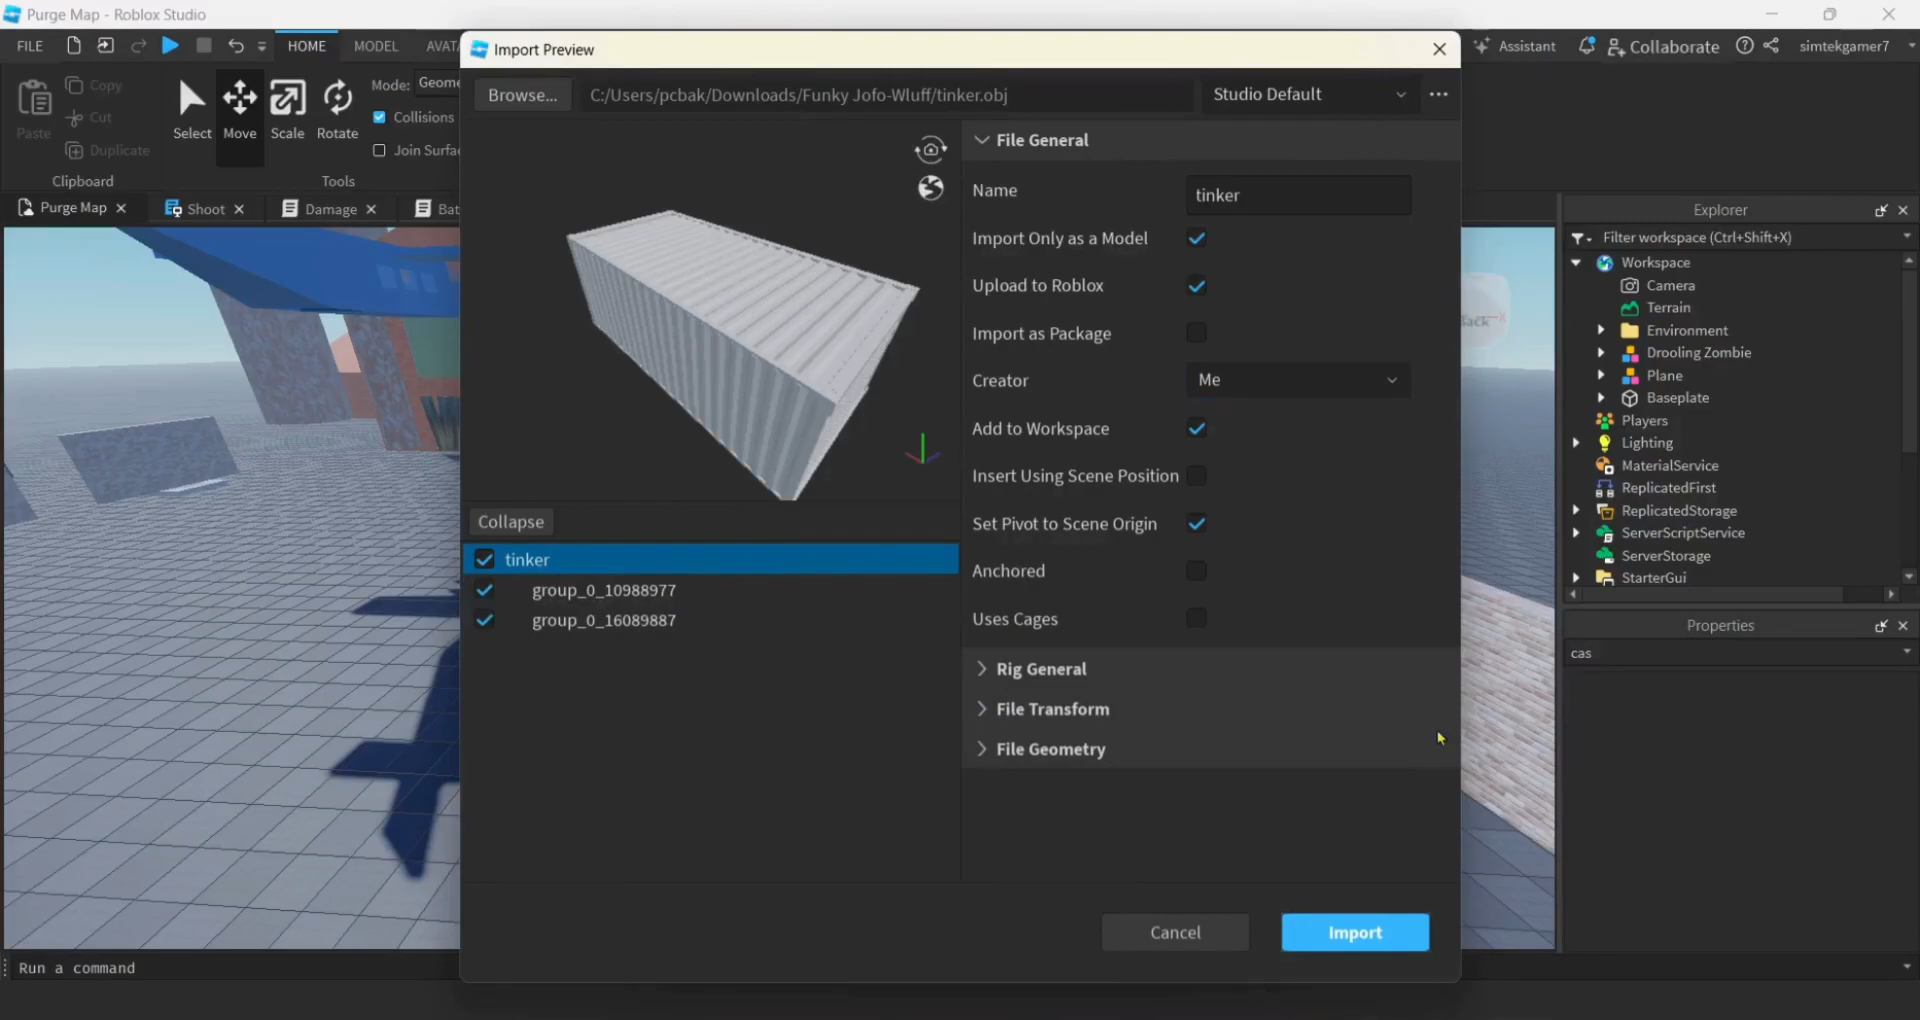 Purge Map - Roblox Studio
FILE
HOME
MODEL
AVATA
Assistant
Collaborate
simtekgamer7
Paste
Copy
Cut
Duplicate
Clipboard
Select
Move
Scale
Rotate
Mode: Geome
Collisions
Join Surfa
Tools
Purge Map
Shoot
Damage
Bat
Import Preview
Browse...
C:/Users/pcbak/Downloads/Funky Jofo-Wluff/tinker.obj
Studio Default
Collapse
tinker
group_0_10988977
group_0_16089887
File General
Name
tinker
Import Only as a Model
Upload to Roblox
Import as Package
Creator
Me
Add to Workspace
Insert Using Scene Position
Set Pivot to Scene Origin
Anchored
Uses Cages
Rig General
File Transform
File Geometry
Cancel
Import
Explorer
Filter workspace (Ctrl+Shift+X)
Workspace
Camera
Terrain
Environment
Drooling Zombie
Plane
Baseplate
Players
Lighting
MaterialService
ReplicatedFirst
ReplicatedStorage
ServerScriptService
ServerStorage
StarterGui
Properties
cas
Run a command